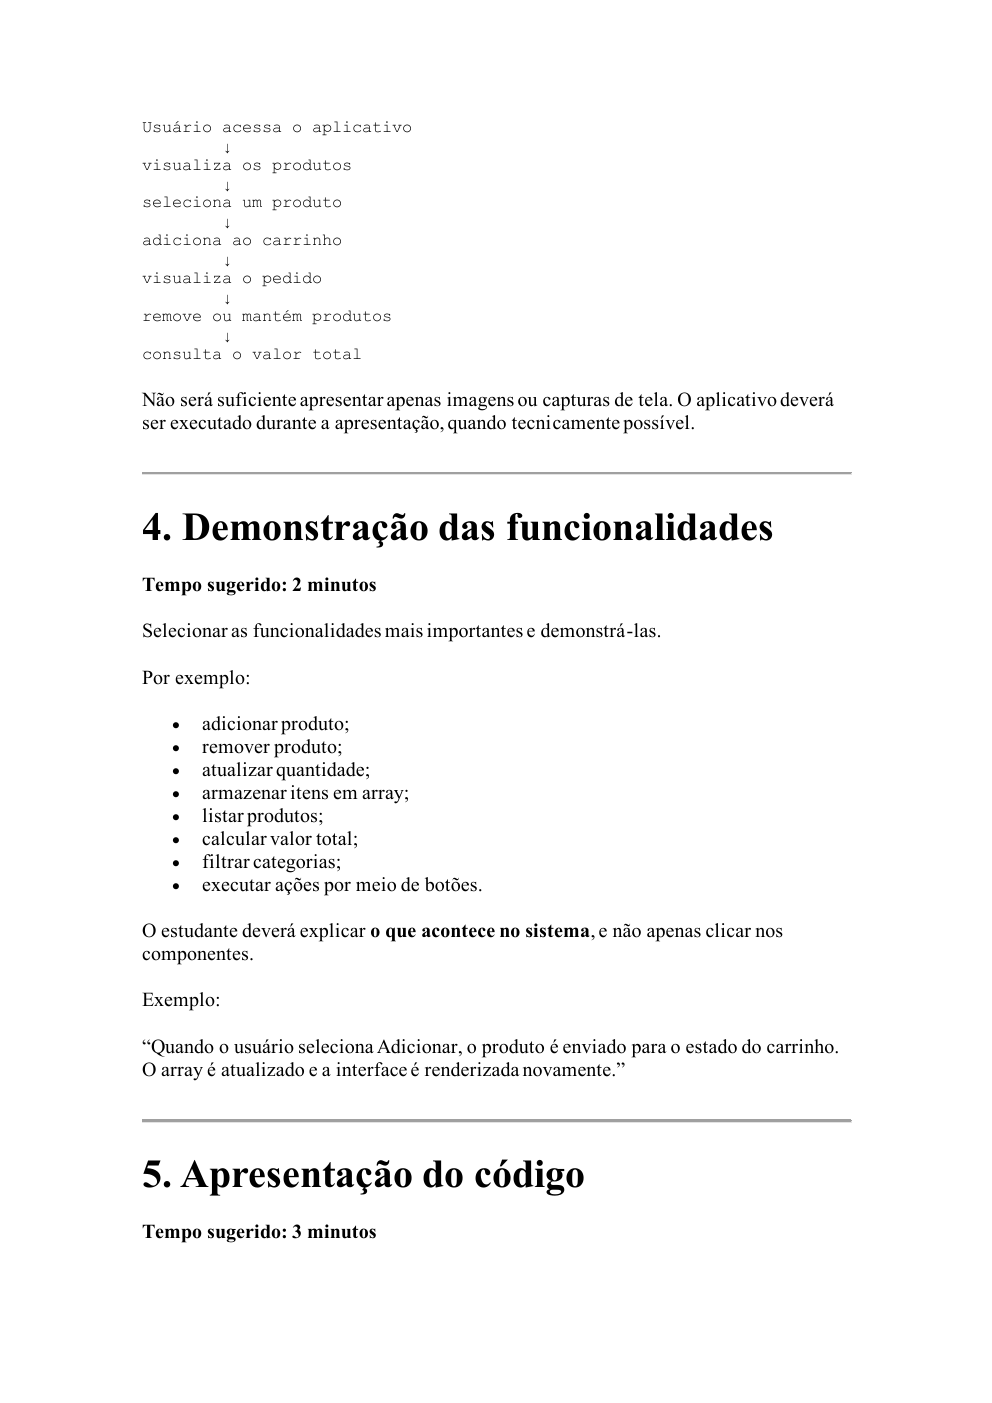 Usuário acessa o aplicativo
↓
visualiza os produtos
↓
seleciona um produto
↓
adiciona ao carrinho
↓
visualiza o pedido
↓
remove ou mantém produtos
↓
consulta o valor total
Não será suficiente apresentar apenas imagens ou capturas de tela. O aplicativo deverá
ser executado durante a apresentação, quando tecnicamente possível.
4. Demonstração das funcionalidades
Tempo sugerido: 2 minutos
Selecionar as funcionalidades mais importantes e demonstrá-las.
Por exemplo:
• adicionar produto;
• remover produto;
• atualizar quantidade;
• armazenar itens em array;
• listar produtos;
• calcular valor total;
• filtrar categorias;
• executar ações por meio de botões.
O estudante deverá explicar o que acontece no sistema, e não apenas clicar nos
componentes.
Exemplo:
“Quando o usuário seleciona Adicionar, o produto é enviado para o estado do carrinho.
O array é atualizado e a interface é renderizada novamente.”
5. Apresentação do código
Tempo sugerido: 3 minutos